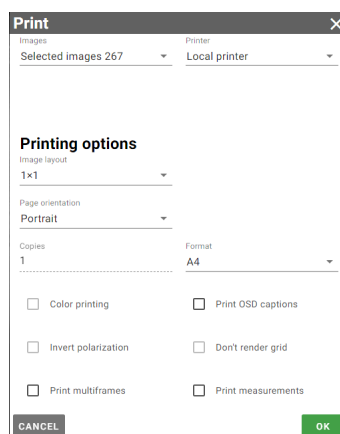 Print
Images Printer
Selected images 267 Local printer
Printing options
Image layout
1×1
Page orientation
Portrait
Copies Format
1 A4
Color printing Print OSD captions
Invert polarization Don't render grid
Print multiframes Print measurements
CANCEL OK